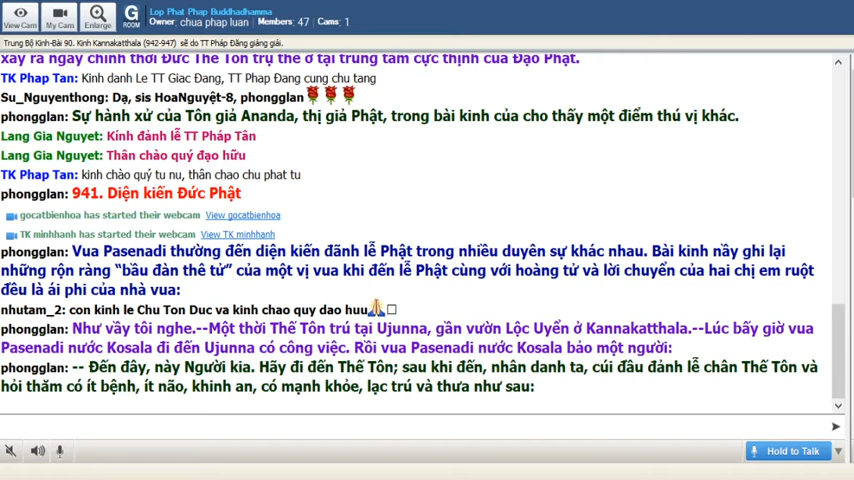 View Cam
My Cam
Enlarge
G
ROOM
Lop Phat Phap Buddhadhamma
Owner: chua phap luan / Members: 47 / Cams: 1
Trung Bộ Kinh-Bài 90. Kinh Kannakatthala (942-947) sẽ do TT Pháp Đăng giảng giải.
xảy ra ngay chính thời Đức Thế Tôn trụ thế ở tại trung tâm cực thịnh của Đạo Phật.
TK Phap Tan: Kinh danh Le TT Giac Đang, TT Phap Đang cung chu tang
Su_Nguyenthong: Dạ, sis HoaNguyệt-8, phongglan
phongglan: Sự hành xử của Tôn giả Ananda, thị giả Phật, trong bài kinh của cho thấy một điểm thú vị khác.
Lang Gia Nguyet: Kính đảnh lễ TT Pháp Tân
Lang Gia Nguyet: Thân chào quý đạo hữu
TK Phap Tan: kinh chào quý tu nu, thân chao chu phat tu
phongglan: 941. Diện kiến Đức Phật
gocatbienhoa has started their webcam View gocatbienhoa
TK minhhanh has started their webcam View TK minhhanh
phongglan: Vua Pasenadi thường đến diện kiến đãnh lễ Phật trong nhiều duyên sự khác nhau. Bài kinh nầy ghi lại
những rộn ràng “bầu đàn thê tử” của một vị vua khi đến lễ Phật cùng với hoàng tử và lời chuyển của hai chị em ruột
đều là ái phi của nhà vua:
nhutam_2: con kinh le Chu Ton Duc va kinh chao quy dao huu
phongglan: Như vầy tôi nghe.--Một thời Thế Tôn trú tại Ujunna, gần vườn Lộc Uyển ở Kannakatthala.--Lúc bấy giờ vua
Pasenadi nước Kosala đi đến Ujunna có công việc. Rồi vua Pasenadi nước Kosala bảo một người:
phongglan: -- Đến đây, này Người kia. Hãy đi đến Thế Tôn; sau khi đến, nhân danh ta, cúi đầu đảnh lễ chân Thế Tôn và
hỏi thăm có ít bệnh, ít não, khinh an, có mạnh khỏe, lạc trú và thưa như sau:
Hold to Talk